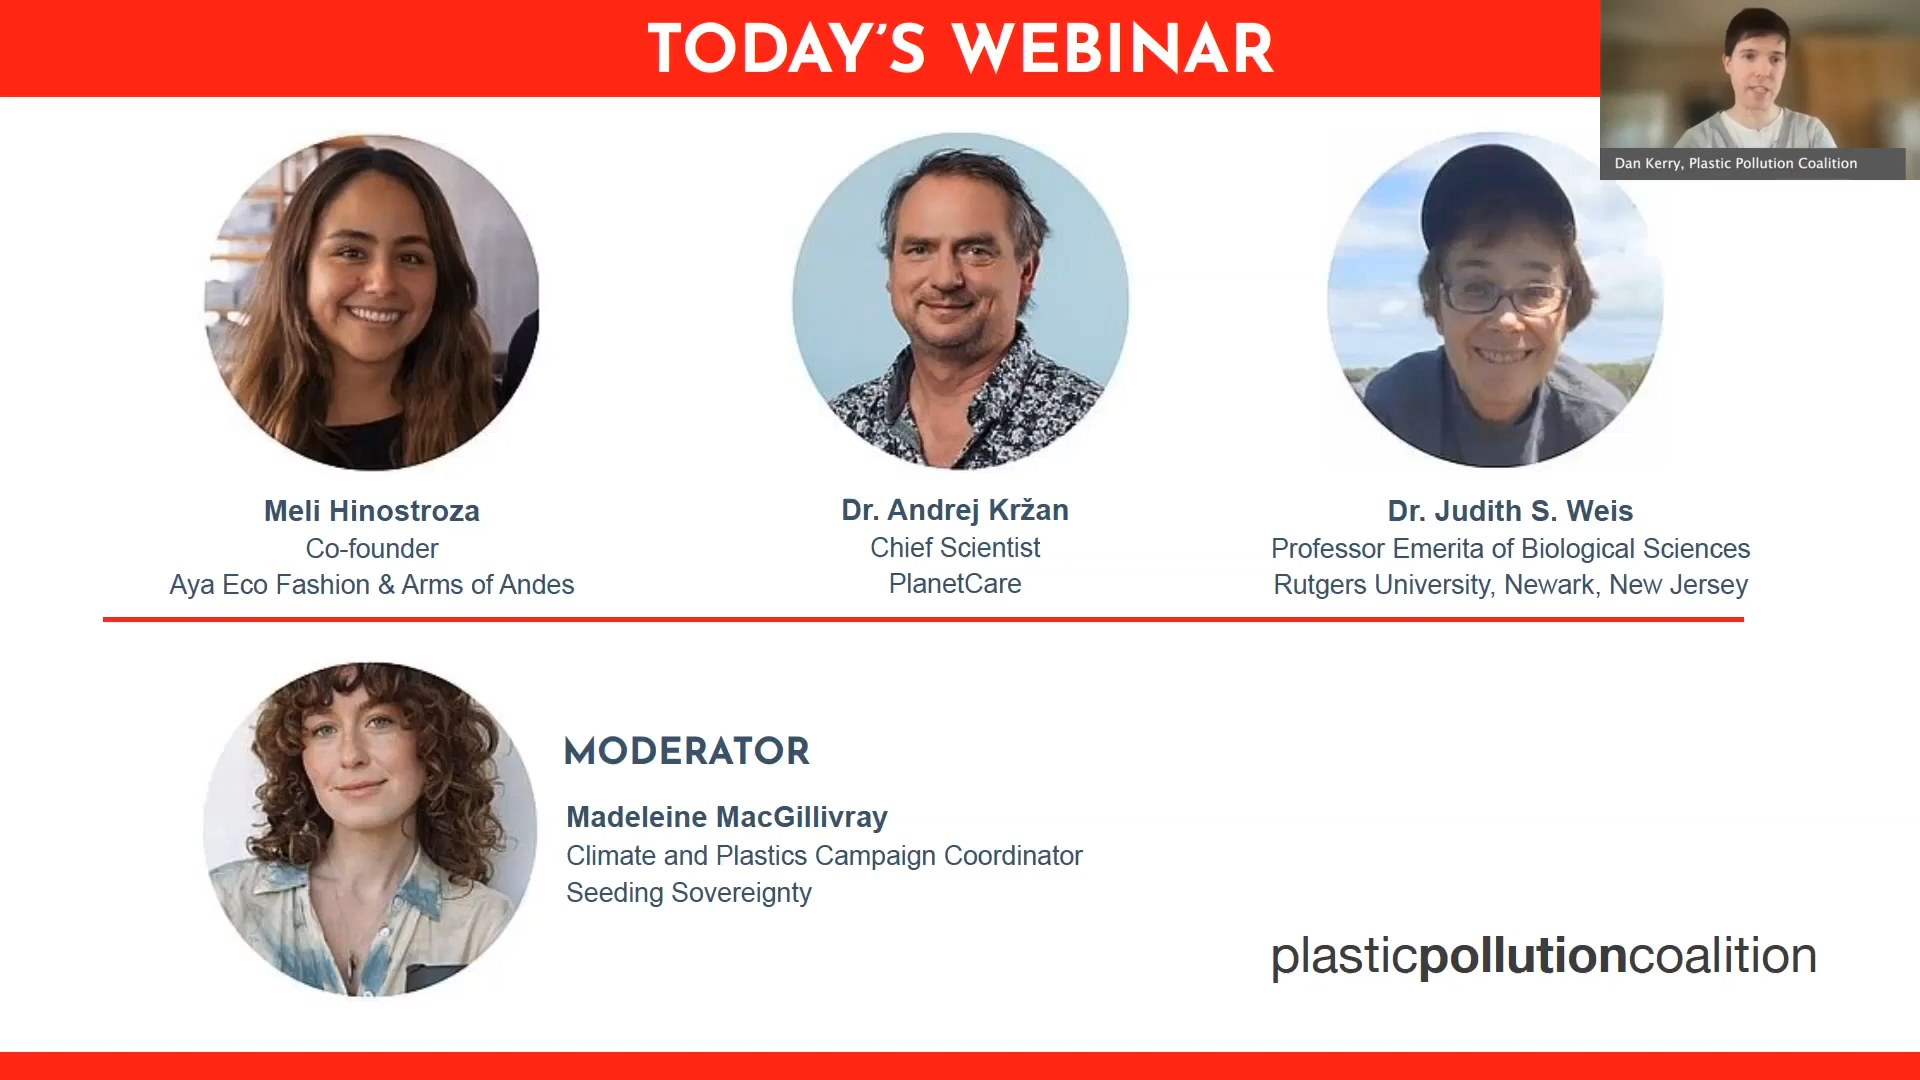 TODAY'S WEBINAR
Dan Kerry, Plastic Pollution Coalition
Meli Hinostroza
Co-founder
Aya Eco Fashion & Arms of Andes
Dr. Andrej Kržan
Chief Scientist
PlanetCare
Dr. Judith S. Weis
Professor Emerita of Biological Sciences
Rutgers University, Newark, New Jersey
MODERATOR
Madeleine MacGillivray
Climate and Plastics Campaign Coordinator
Seeding Sovereignty
plasticpollutioncoalition